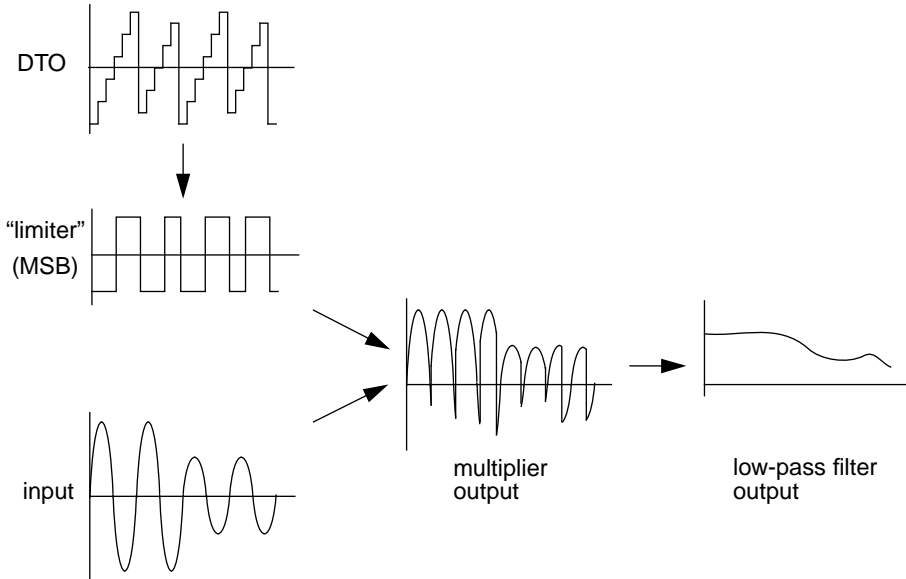 DTO
“limiter”
(MSB)
input
multiplier
output
low-pass filter
output